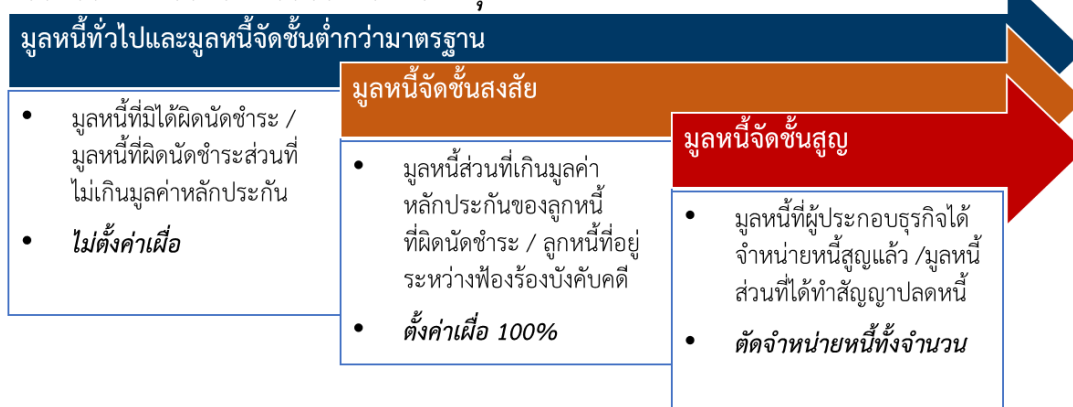 มูลหนี้ทั่วไปและมูลหนี้จัดชั้นต่ำกว่ามาตรฐาน
• มูลหนี้ที่มิได้ผิดนัดชำระ /
มูลหนี้ที่ผิดนัดชำระส่วนที่
ไม่เกินมูลค่าหลักประกัน
• ไม่ตั้งค่าเผื่อ
มูลหนี้จัดชั้นสงสัย
• มูลหนี้ส่วนที่เกินมูลค่า
หลักประกันของลูกหนี้
ที่ผิดนัดชำระ / ลูกหนี้ที่อยู่
ระหว่างฟ้องร้องบังคับคดี
• ตั้งค่าเผื่อ 100%
มูลหนี้จัดชั้นสูญ
• มูลหนี้ที่ผู้ประกอบธุรกิจได้
จำหน่ายหนี้สูญแล้ว /มูลหนี้
ส่วนที่ได้ทำสัญญาปลดหนี้
• ตัดจำหน่ายหนี้ทั้งจำนวน